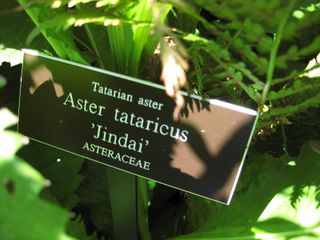 Tatarian aster
Aster tataricus
'Jindai'
ASTERACEAE